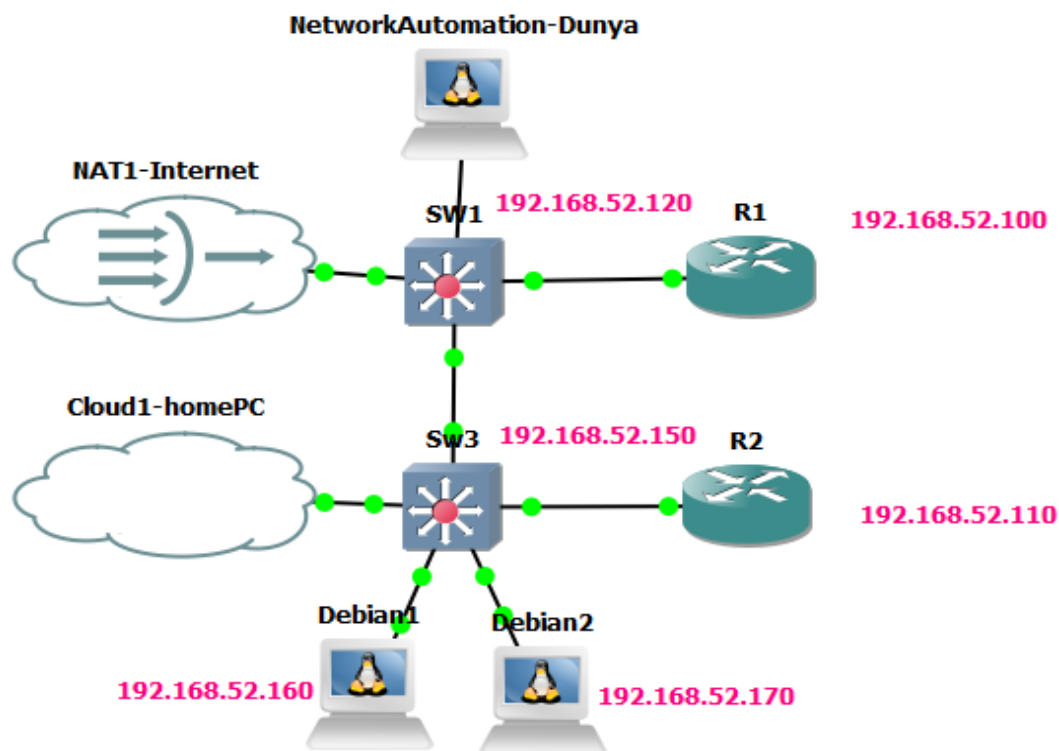 NetworkAutomation-Dunya
NAT1-Internet
SW1
192.168.52.120
R1
192.168.52.100
Cloud1-homePC
Sw3
192.168.52.150
R2
192.168.52.110
Debian1
Debian2
192.168.52.160
192.168.52.170